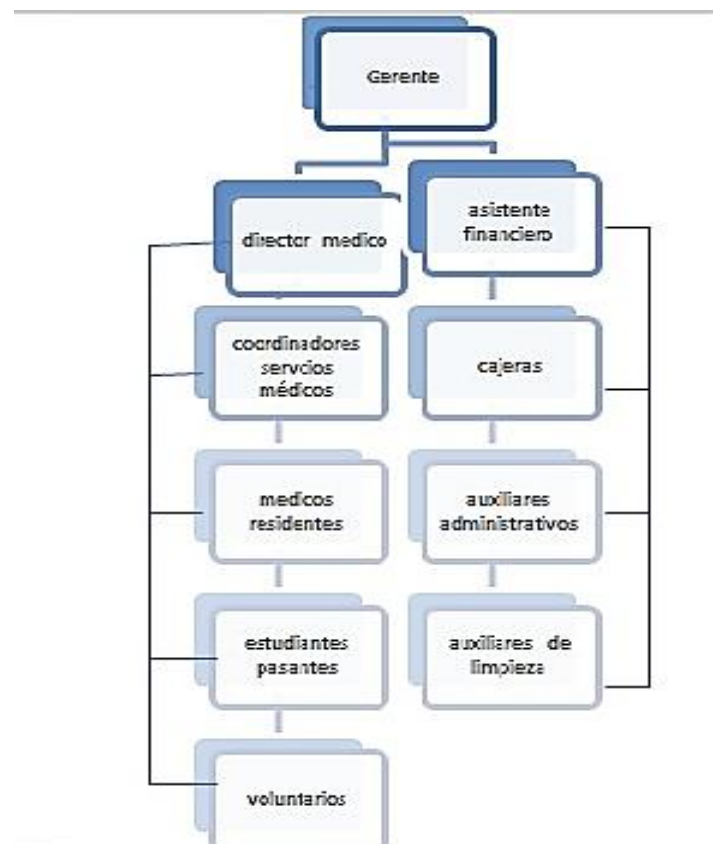 Gerente
director medico
asistente
financiero
coordinadores
servcios
médicos
cajeras
medicos
residentes
auxiliares
administrativos
estudiantes
pasantes
auxiliares de
limpieza
voluntarios